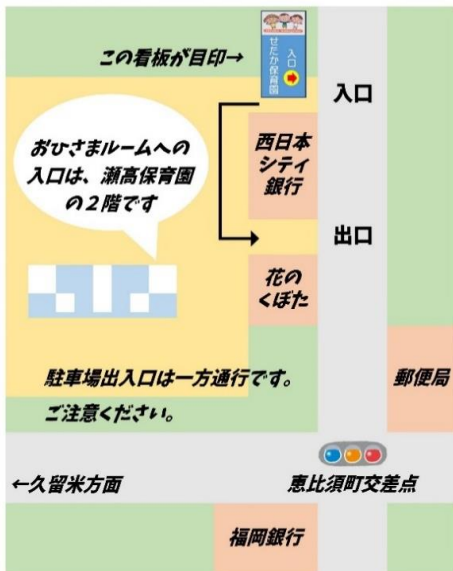 この看板が目印→
入口
せたか保育園
入口
おひさまルームへの
入口は、瀬高保育園
の２階です
西日本
シティ
銀行
出口
花の
くぼた
駐車場出入口は一方通行です。
ご注意ください。
郵便局
←久留米方面
恵比須町交差点
福岡銀行